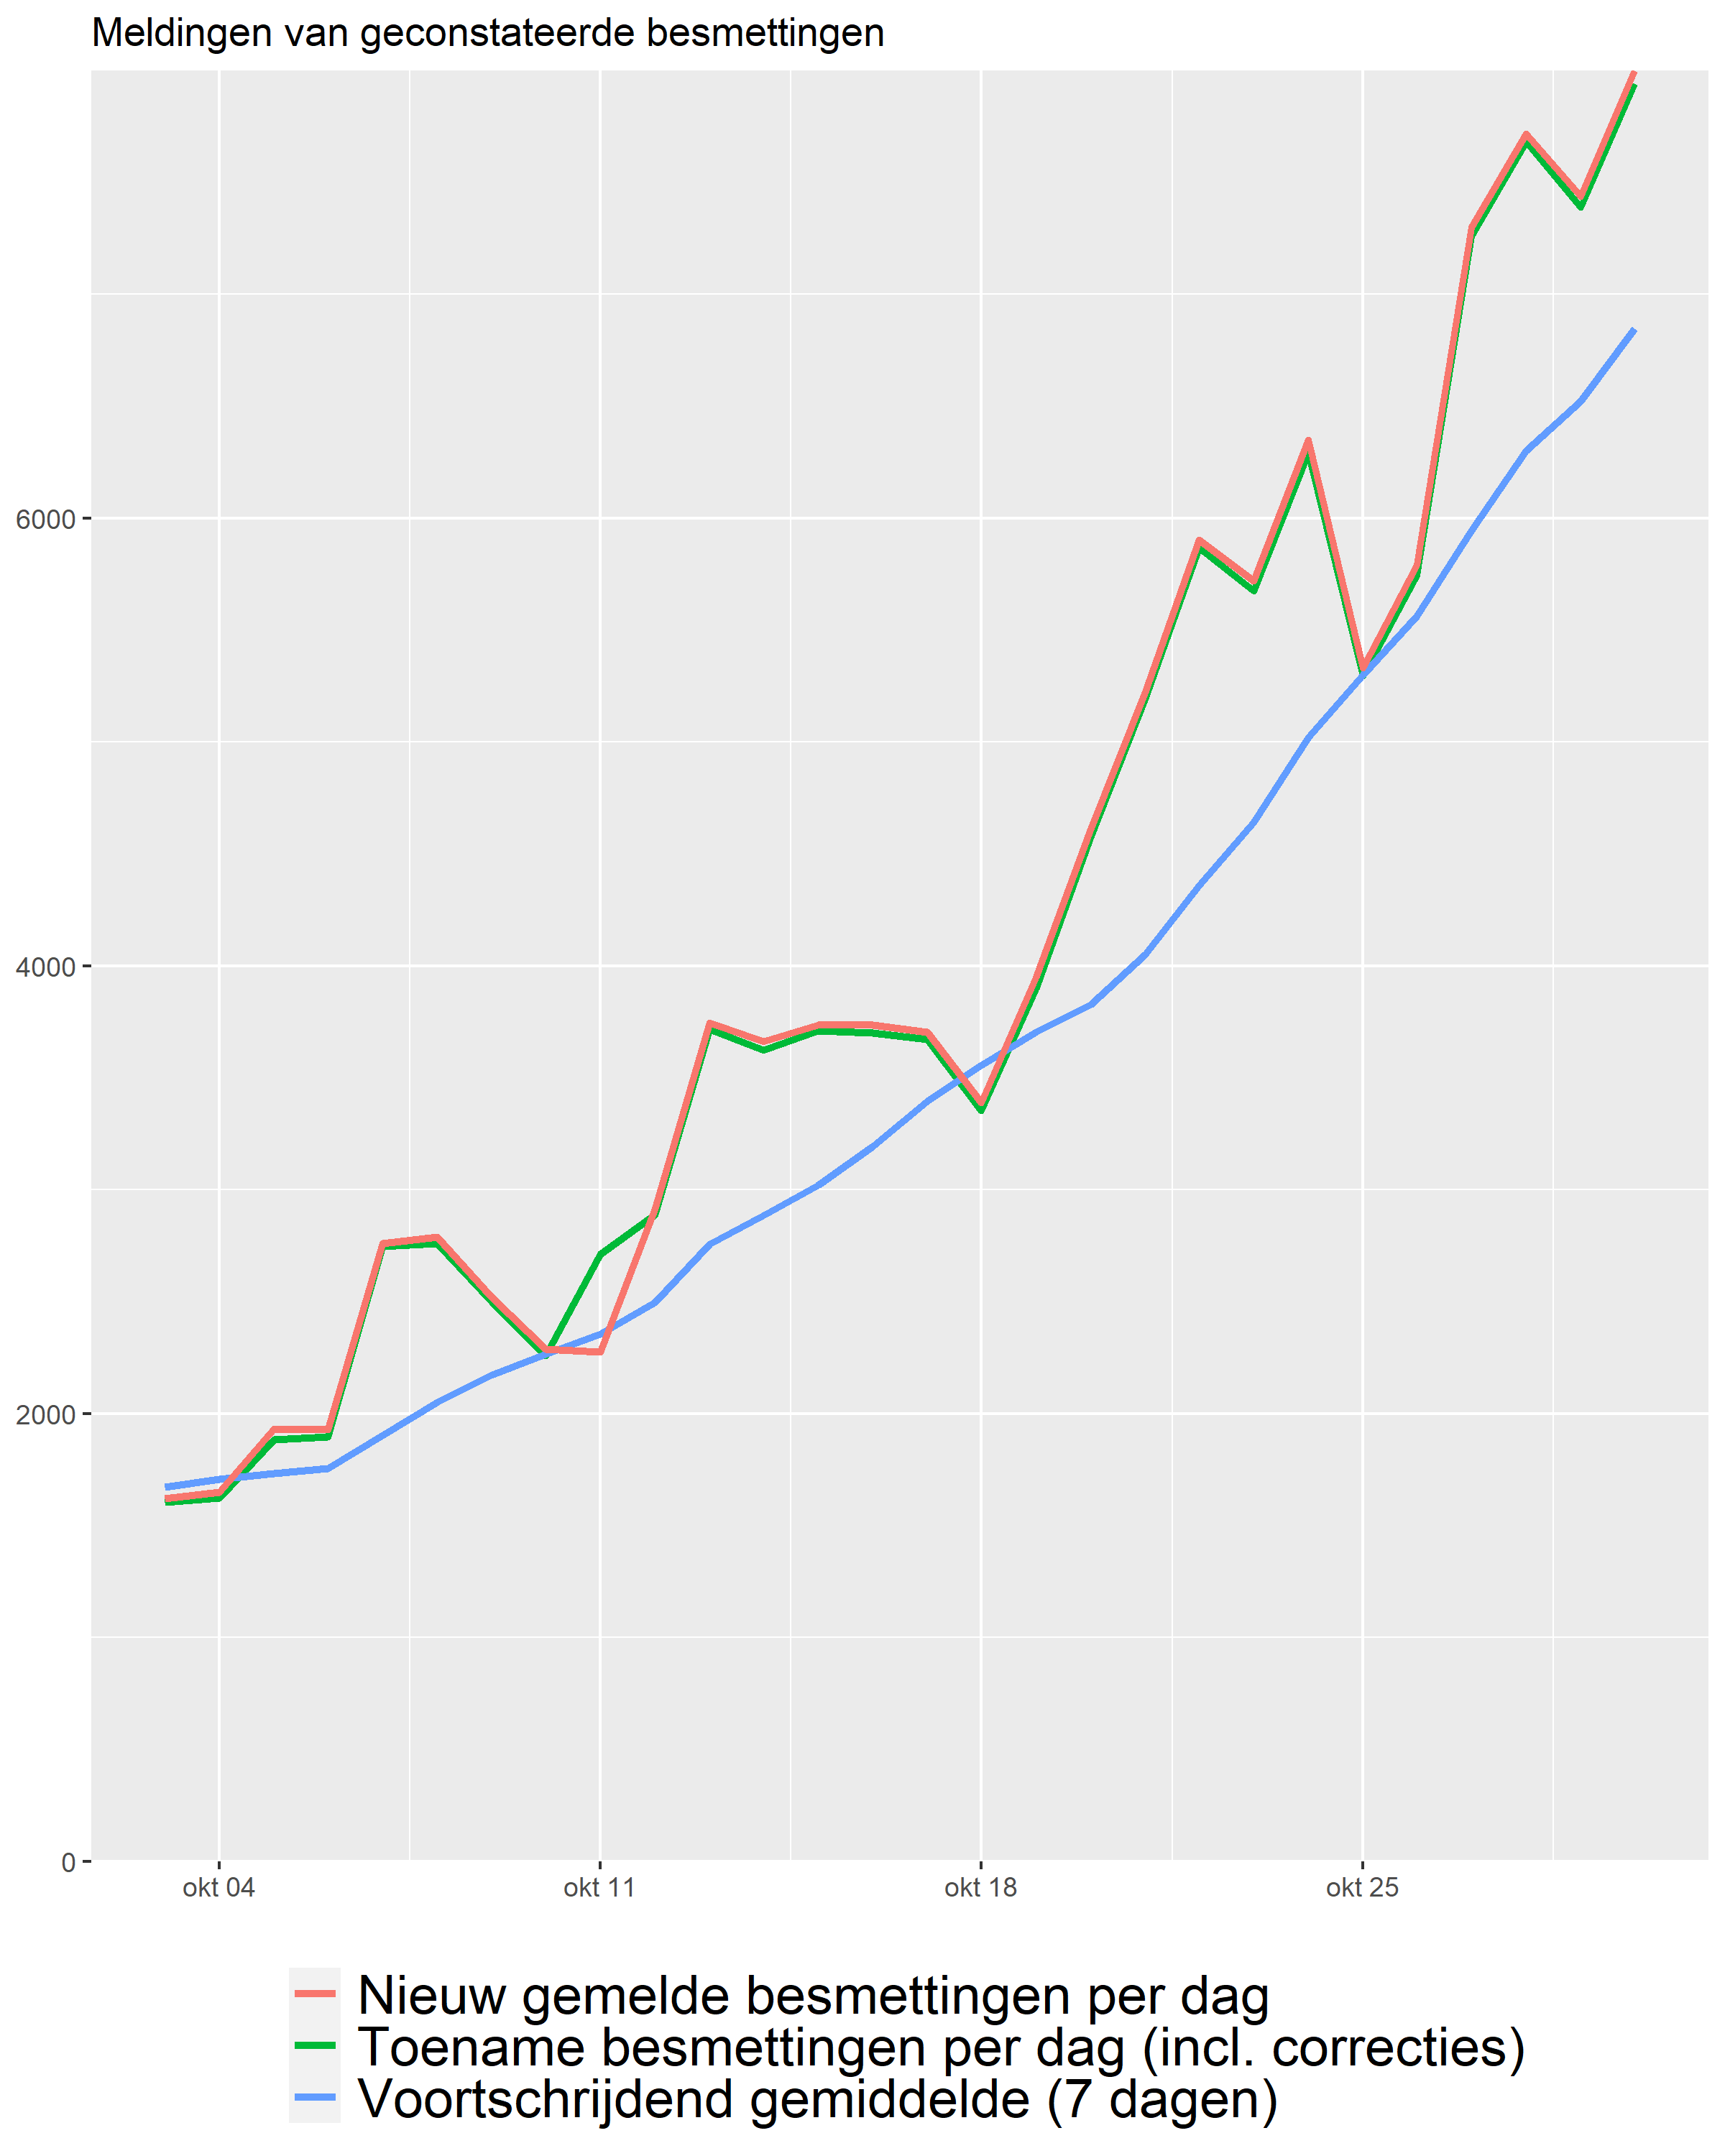 Meldingen van geconstateerde besmettingen
6000
4000
2000
0
okt 04 okt 11 okt 18 okt 25
Nieuw gemelde besmettingen per dag
Toename besmettingen per dag (incl. correcties)
Voortschrijdend gemiddelde (7 dagen)